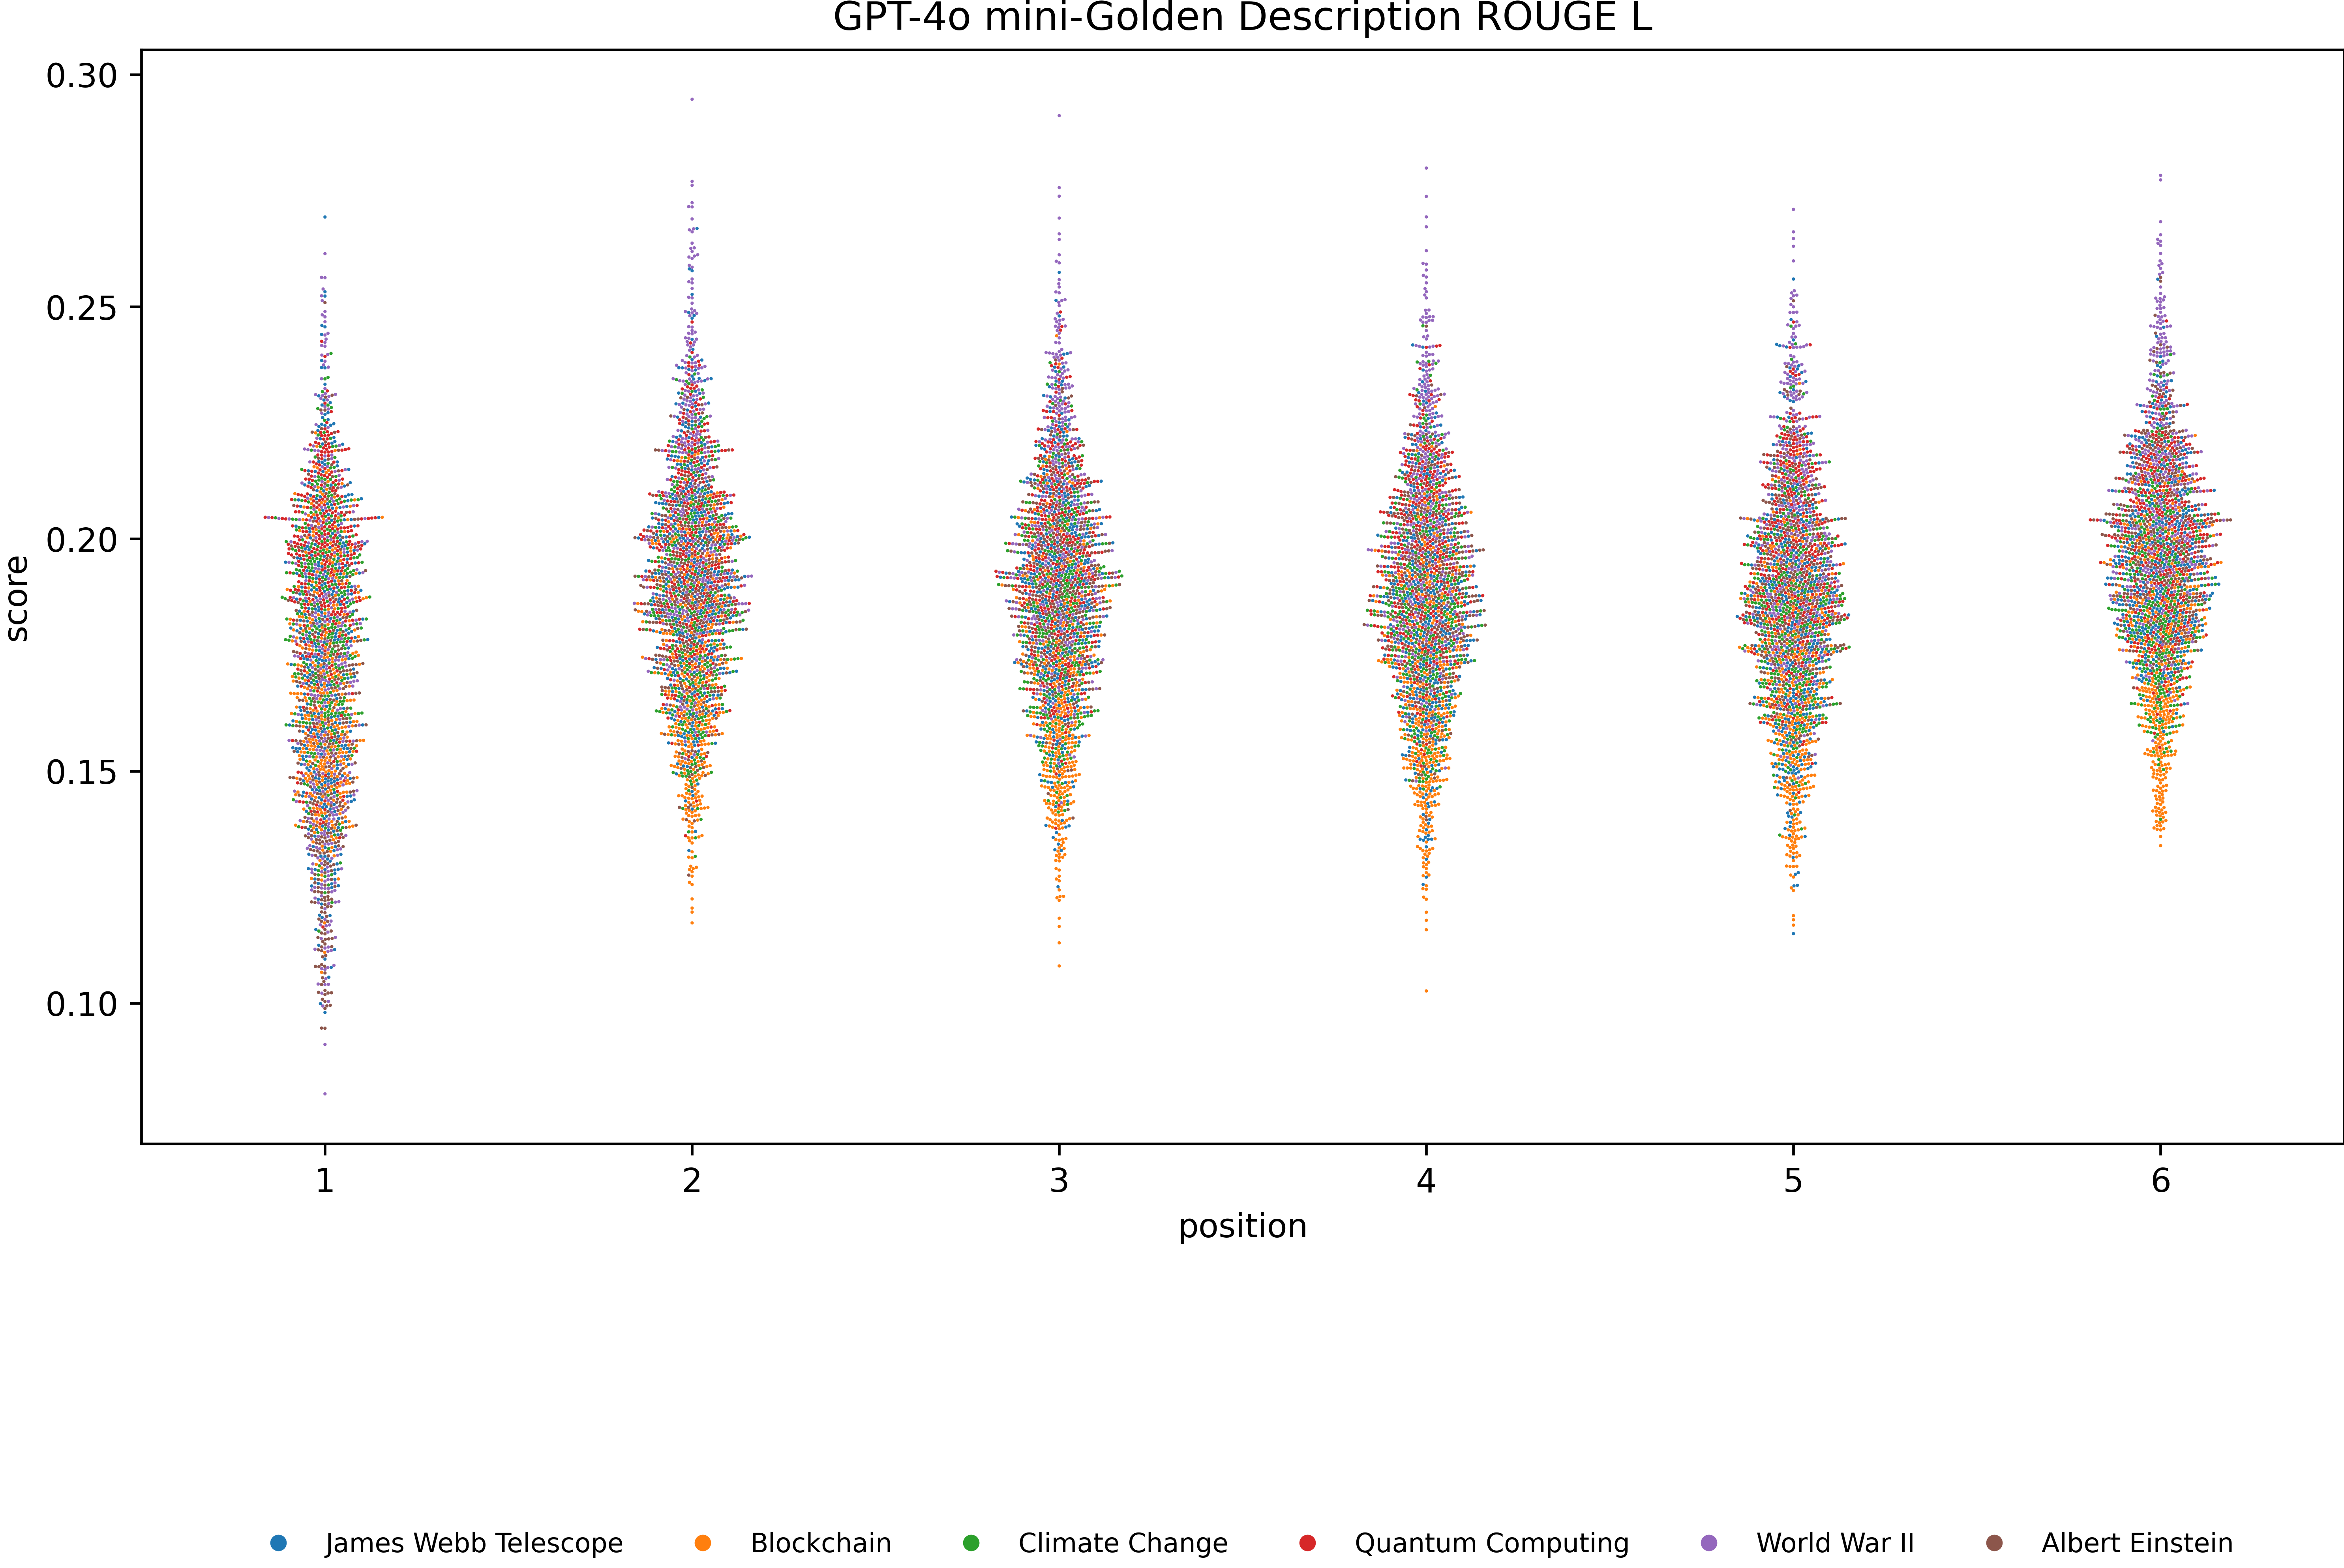 GPT-4o mini-Golden Description ROUGE L
0.30
0.25
0.20
0.15
0.10
score
1 2 3 4 5 6
position
James Webb Telescope Blockchain Climate Change Quantum Computing World War II Albert Einstein